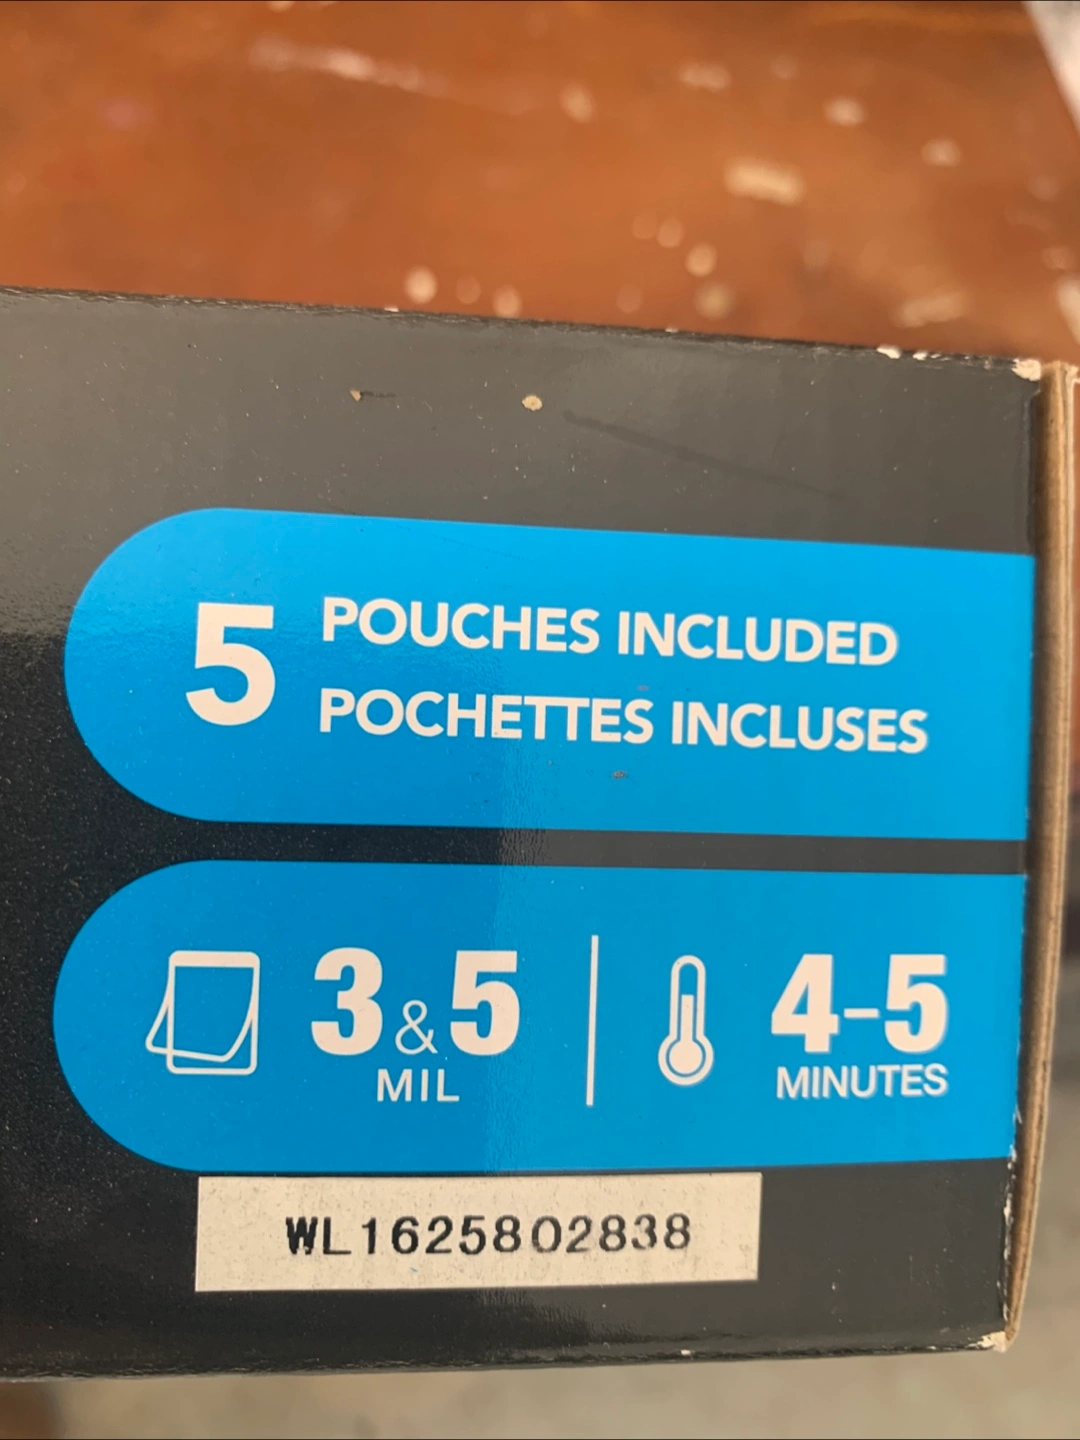 5 POUCHES INCLUDED
POCHETTES INCLUSES
3 & 5 MIL
4-5 MINUTES
WL1625802838